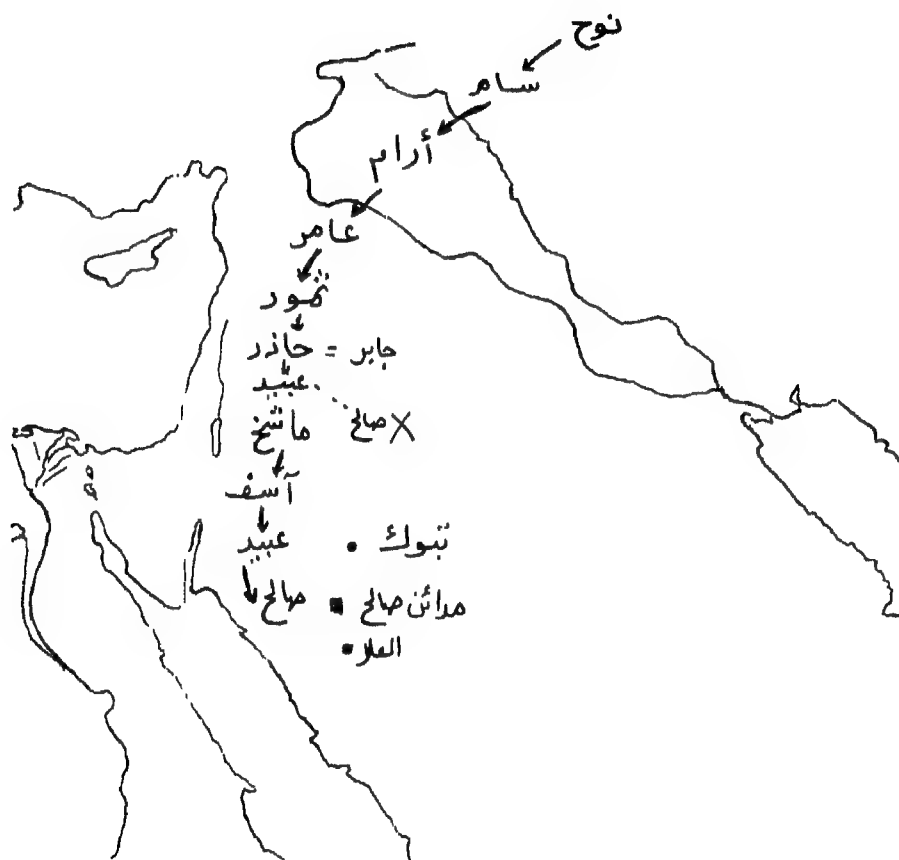 نوح
سام
أرام
عامر
ثمود
حاذر = جابر
عبيد
ماشخ
صالح X
آسف
عبيد
تبوك
صالح
مدائن صالح
العلا